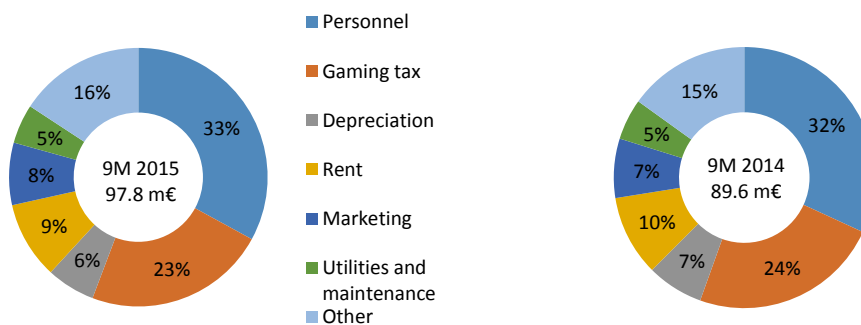 33%
23%
6%
9%
8%
5%
16%
9M 2015
97.8 m€
Personnel
Gaming tax
Depreciation
Rent
Marketing
Utilities and
maintenance
Other
32%
24%
7%
10%
7%
5%
15%
9M 2014
89.6 m€